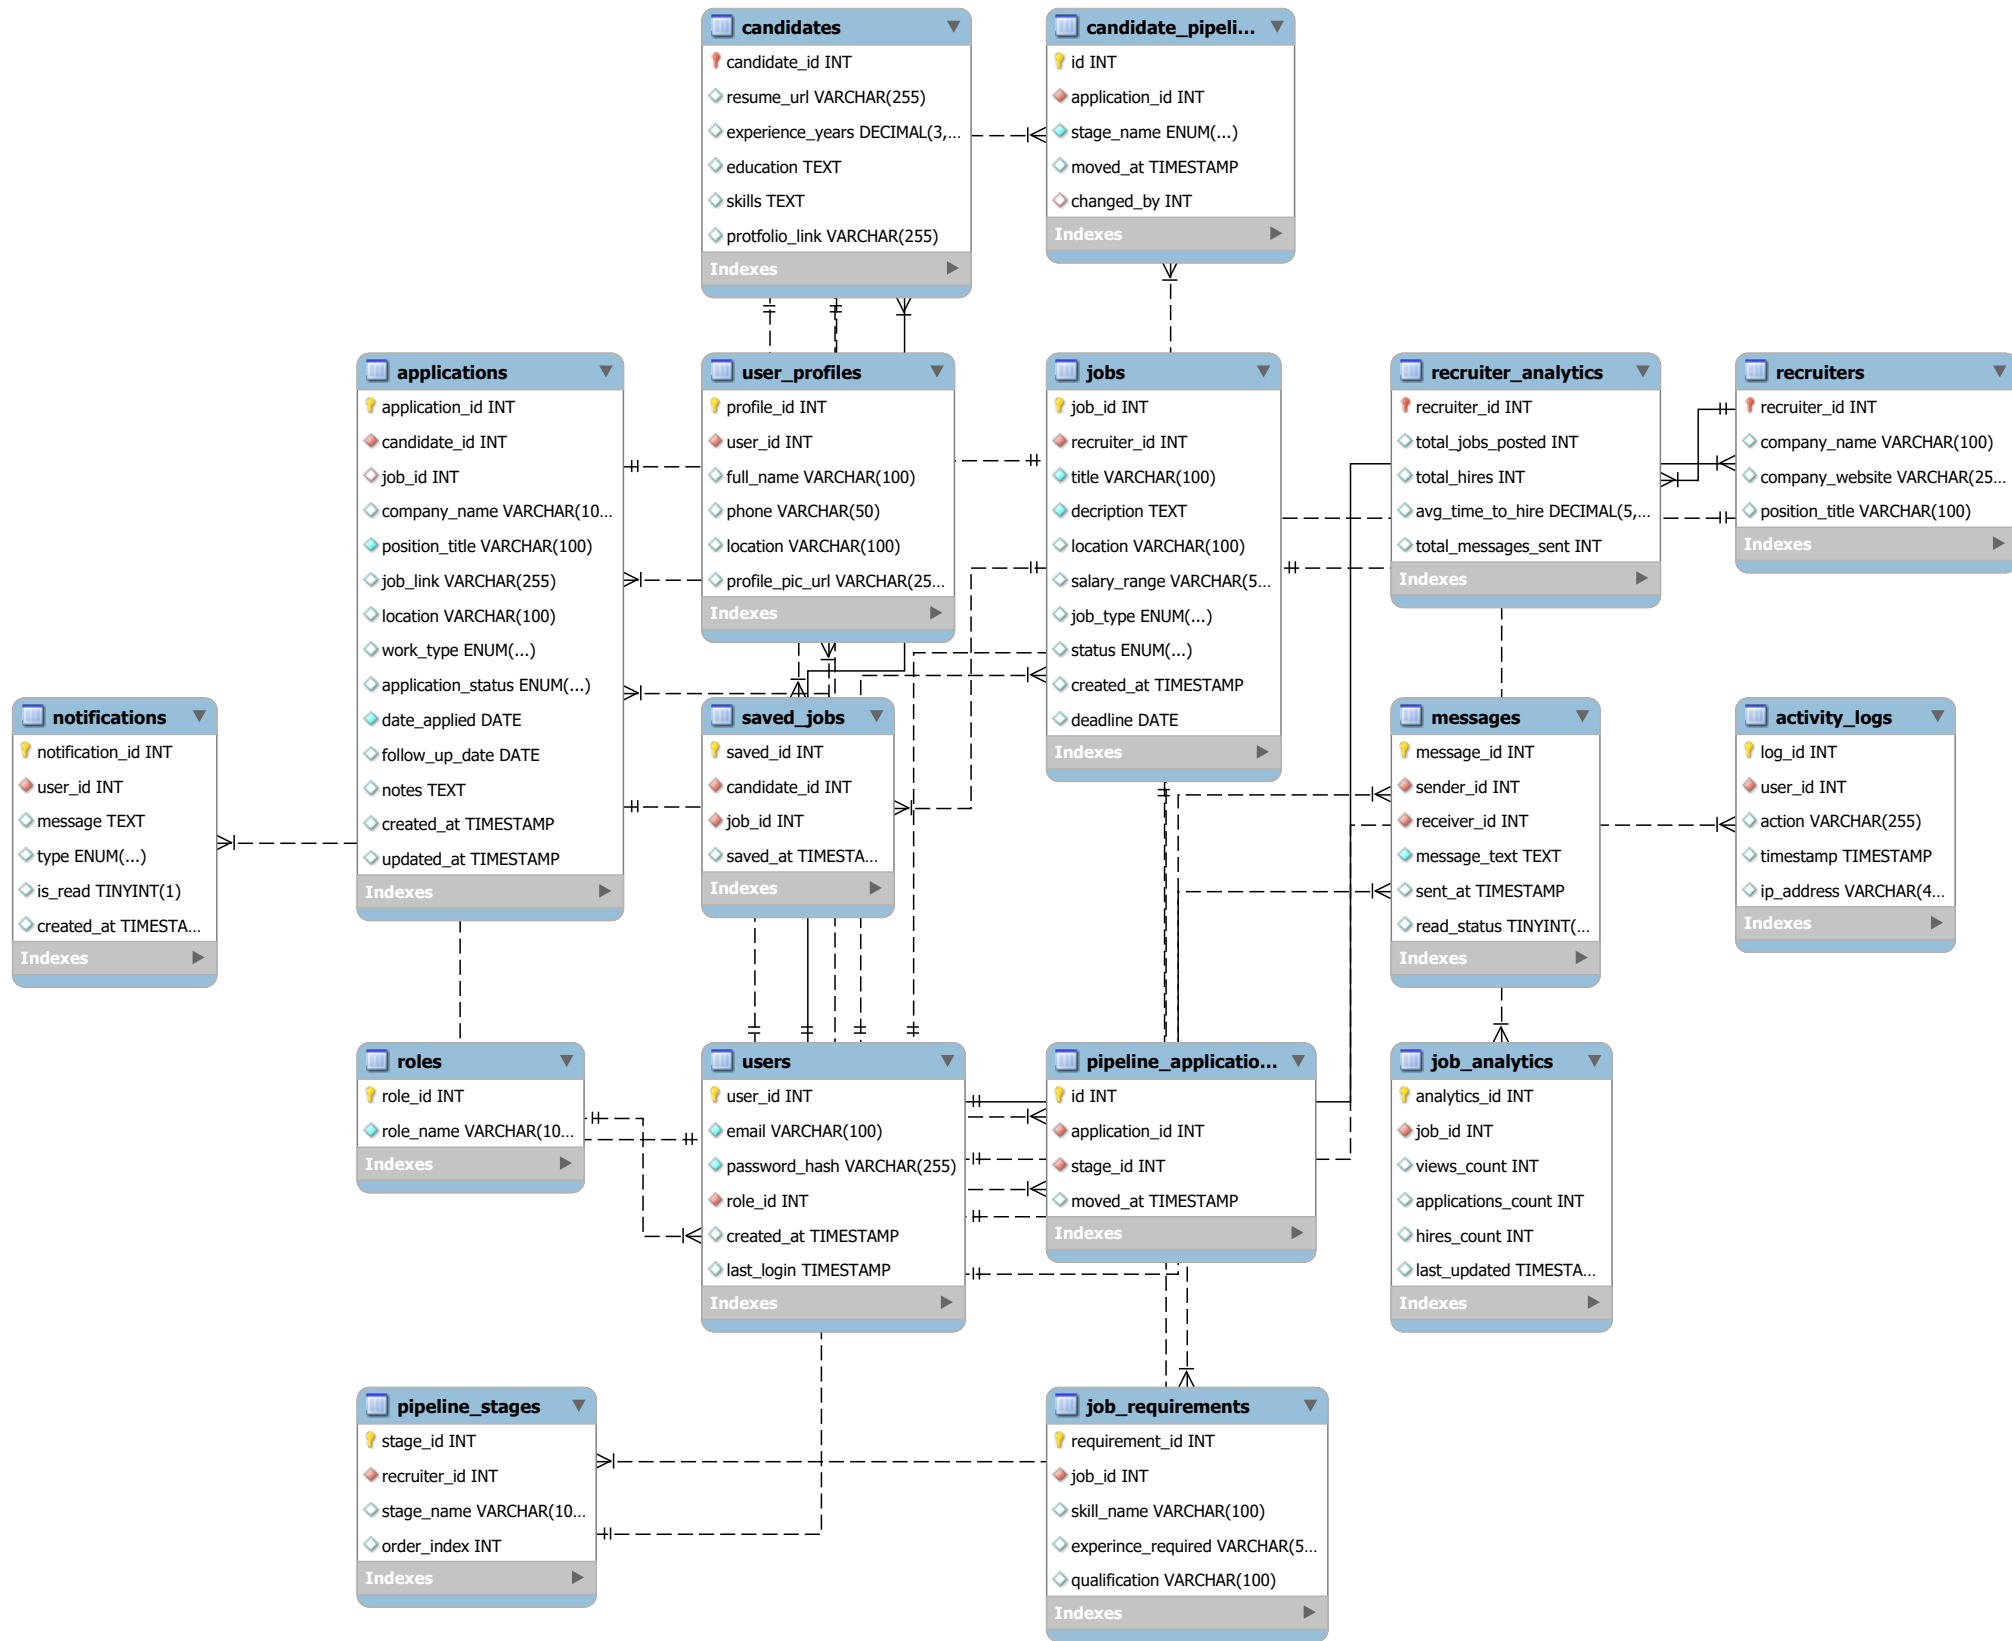 candidates
candidate_id INT
resume_url VARCHAR(255)
experience_years DECIMAL(3,...
education TEXT
skills TEXT
protfolio_link VARCHAR(255)
Indexes
candidate_pipeli...
id INT
application_id INT
stage_name ENUM(...)
moved_at TIMESTAMP
changed_by INT
Indexes
applications
application_id INT
candidate_id INT
job_id INT
company_name VARCHAR(10...
position_title VARCHAR(100)
job_link VARCHAR(255)
location VARCHAR(100)
work_type ENUM(...)
application_status ENUM(...)
date_applied DATE
follow_up_date DATE
notes TEXT
created_at TIMESTAMP
updated_at TIMESTAMP
Indexes
user_profiles
profile_id INT
user_id INT
full_name VARCHAR(100)
phone VARCHAR(50)
location VARCHAR(100)
profile_pic_url VARCHAR(25...
Indexes
jobs
job_id INT
recruiter_id INT
title VARCHAR(100)
decription TEXT
location VARCHAR(100)
salary_range VARCHAR(5...
job_type ENUM(...)
status ENUM(...)
created_at TIMESTAMP
deadline DATE
Indexes
recruiter_analytics
recruiter_id INT
total_jobs_posted INT
total_hires INT
avg_time_to_hire DECIMAL(5,...
total_messages_sent INT
Indexes
recruiters
recruiter_id INT
company_name VARCHAR(100)
company_website VARCHAR(25...
position_title VARCHAR(100)
Indexes
notifications
notification_id INT
user_id INT
message TEXT
type ENUM(...)
is_read TINYINT(1)
created_at TIMESTA...
Indexes
saved_jobs
saved_id INT
candidate_id INT
job_id INT
saved_at TIMESTA...
Indexes
messages
message_id INT
sender_id INT
receiver_id INT
message_text TEXT
sent_at TIMESTAMP
read_status TINYINT(...
Indexes
activity_logs
log_id INT
user_id INT
action VARCHAR(255)
timestamp TIMESTAMP
ip_address VARCHAR(4...
Indexes
roles
role_id INT
role_name VARCHAR(10...
Indexes
users
user_id INT
email VARCHAR(100)
password_hash VARCHAR(255)
role_id INT
created_at TIMESTAMP
last_login TIMESTAMP
Indexes
pipeline_applicatio...
id INT
application_id INT
stage_id INT
moved_at TIMESTAMP
Indexes
job_analytics
analytics_id INT
job_id INT
views_count INT
applications_count INT
hires_count INT
last_updated TIMESTA...
Indexes
pipeline_stages
stage_id INT
recruiter_id INT
stage_name VARCHAR(10...
order_index INT
Indexes
job_requirements
requirement_id INT
job_id INT
skill_name VARCHAR(100)
experince_required VARCHAR(5...
qualification VARCHAR(100)
Indexes